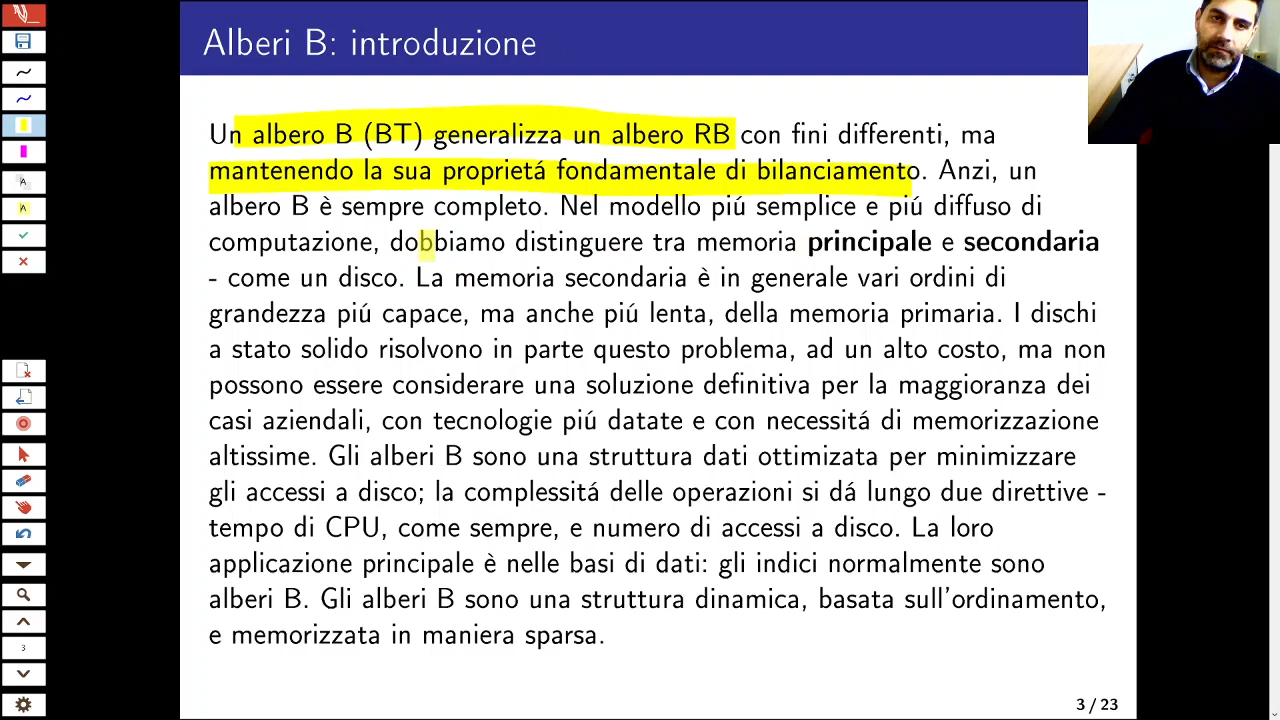 Alberi B: introduzione
Un albero B (BT) generalizza un albero RB con fini differenti, ma
mantenendo la sua proprietá fondamentale di bilanciamento. Anzi, un
albero B è sempre completo. Nel modello piú semplice e piú diffuso di
computazione, dobbiamo distinguere tra memoria principale e secondaria
- come un disco. La memoria secondaria è in generale vari ordini di
grandezza piú capace, ma anche piú lenta, della memoria primaria. I dischi
a stato solido risolvono in parte questo problema, ad un alto costo, ma non
possono essere considerare una soluzione definitiva per la maggioranza dei
casi aziendali, con tecnologie piú datate e con necessitá di memorizzazione
altissime. Gli alberi B sono una struttura dati ottimizata per minimizzare
gli accessi a disco; la complessitá delle operazioni si dá lungo due direttive -
tempo di CPU, come sempre, e numero di accessi a disco. La loro
applicazione principale è nelle basi di dati: gli indici normalmente sono
alberi B. Gli alberi B sono una struttura dinamica, basata sull'ordinamento,
e memorizzata in maniera sparsa.
3 / 23
A
A
3